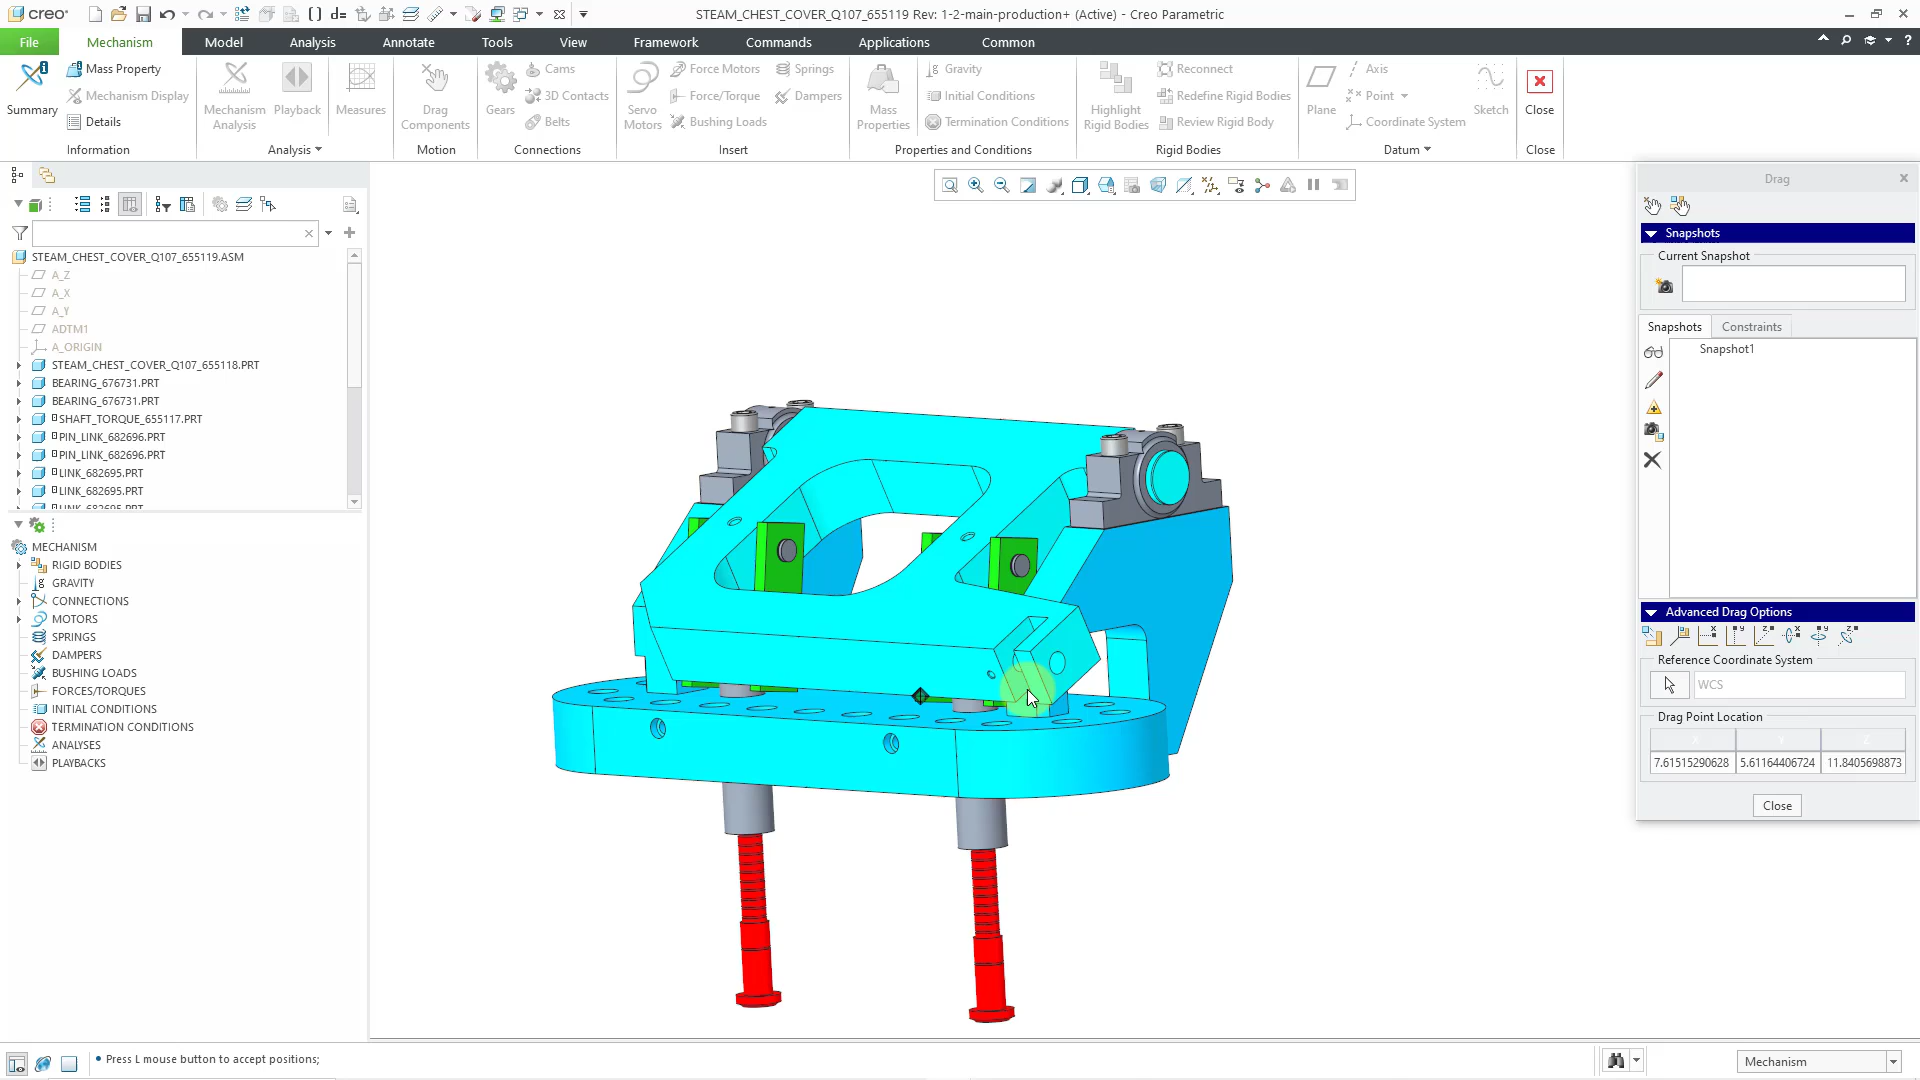 creo
STEAM_CHEST_COVER_Q107_655119 Rev: 1-2-main-production+ (Active) - Creo Parametric
File
Mechanism
Model
Analysis
Annotate
Tools
View
Framework
Commands
Applications
Common
Summary
Mass Property
Mechanism Display
Details
Information
Mechanism
Analysis
Playback
Measures
Analysis
Drag
Components
Motion
Gears
Cams
3D Contacts
Belts
Connections
Servo
Motors
Force Motors
Force/Torque
Bushing Loads
Springs
Dampers
Insert
Mass
Properties
Gravity
Initial Conditions
Termination Conditions
Properties and Conditions
Highlight
Rigid Bodies
Reconnect
Redefine Rigid Bodies
Review Rigid Body
Rigid Bodies
Plane
Axis
Point
Coordinate System
Sketch
Datum
Close
Close
STEAM_CHEST_COVER_Q107_655119.ASM
A_Z
A_X
A_Y
ADTM1
A_ORIGIN
STEAM_CHEST_COVER_Q107_655118.PRT
BEARING_676731.PRT
BEARING_676731.PRT
SHAFT_TORQUE_655117.PRT
PIN_LINK_682696.PRT
PIN_LINK_682696.PRT
LINK_682695.PRT
LINK_682695.PRT
LINK_682695.PRT
MECHANISM
RIGID BODIES
GRAVITY
CONNECTIONS
MOTORS
SPRINGS
DAMPERS
BUSHING LOADS
FORCES/TORQUES
INITIAL CONDITIONS
TERMINATION CONDITIONS
ANALYSES
PLAYBACKS
Drag
Snapshots
Current Snapshot
Snapshots
Constraints
Snapshot1
Advanced Drag Options
Reference Coordinate System
WCS
Drag Point Location
X
Y
Z
7.61515290628
5.61164406724
11.8405698873
Close
Press L mouse button to accept positions;
Mechanism